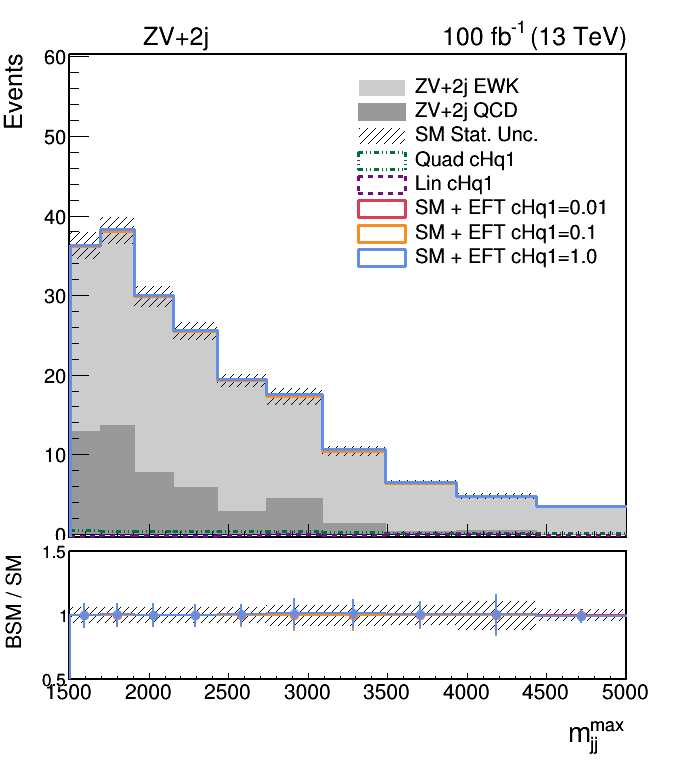 ZV+2j
100 fb⁻¹ (13 TeV)
Events
60
50
40
30
20
10
0
ZV+2j EWK
ZV+2j QCD
SM Stat. Unc.
Quad cHq1
Lin cHq1
SM + EFT cHq1=0.01
SM + EFT cHq1=0.1
SM + EFT cHq1=1.0
BSM / SM
1.5
1
0.5
1500 2000 2500 3000 3500 4000 4500 5000
m_jj^max